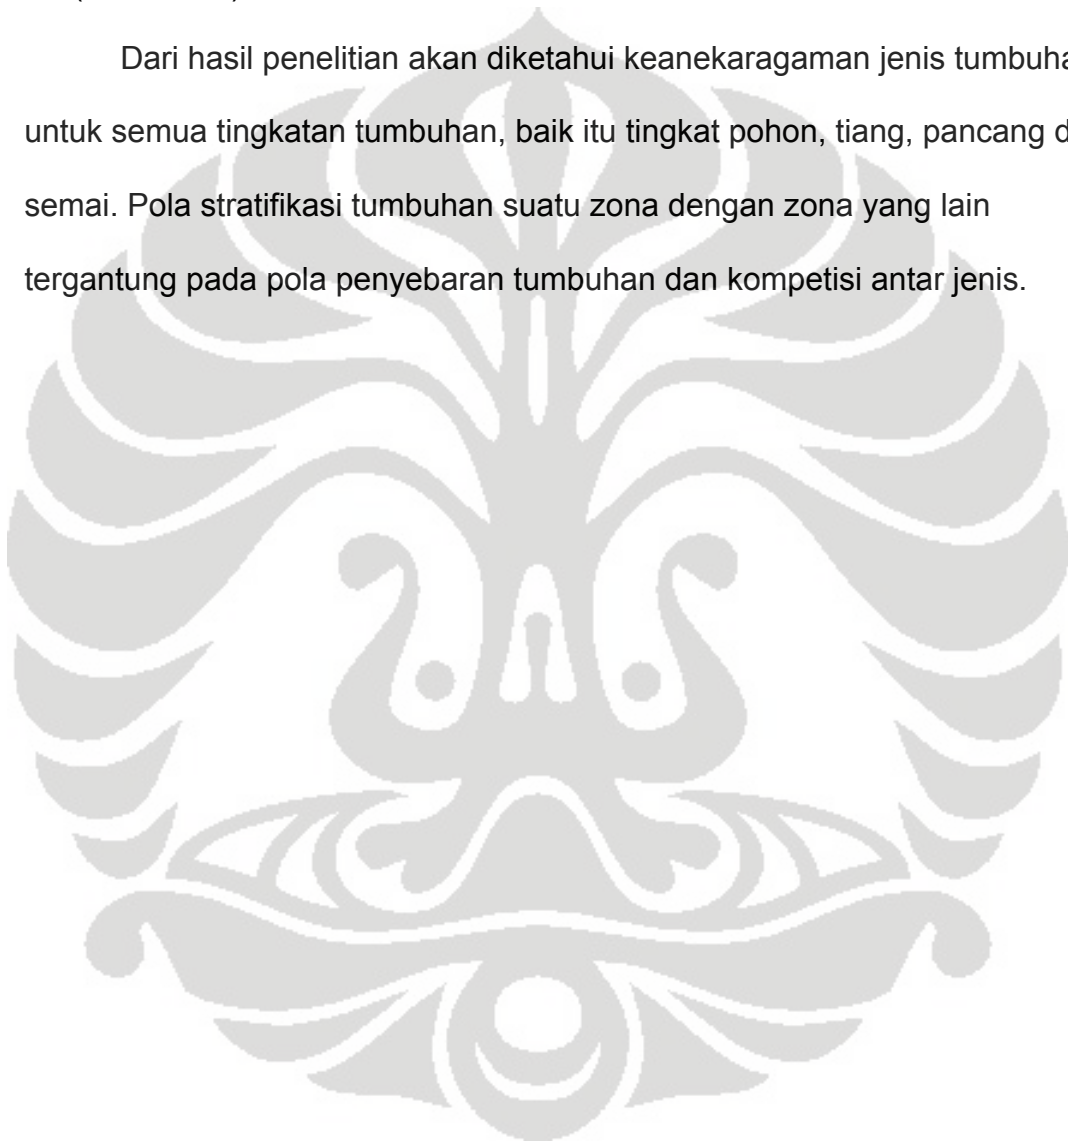 Dari hasil penelitian akan diketahui keanekaragaman jenis
untuk semua tingkatan tumbuhan, baik itu tingkat pohon, tiang, pancang
semai. Pola stratifikasi tumbuhan suatu zona dengan zona yang lain
tergantung pada pola penyebaran tumbuhan dan kompetisi antar jenis.